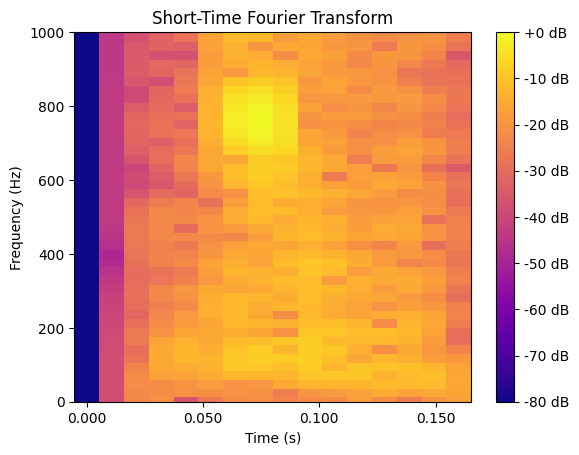 Short-Time Fourier Transform
1000
800
600
400
200
0
Frequency (Hz)
0.000
0.050
0.100
0.150
Time (s)
+0 dB
-10 dB
-20 dB
-30 dB
-40 dB
-50 dB
-60 dB
-70 dB
-80 dB